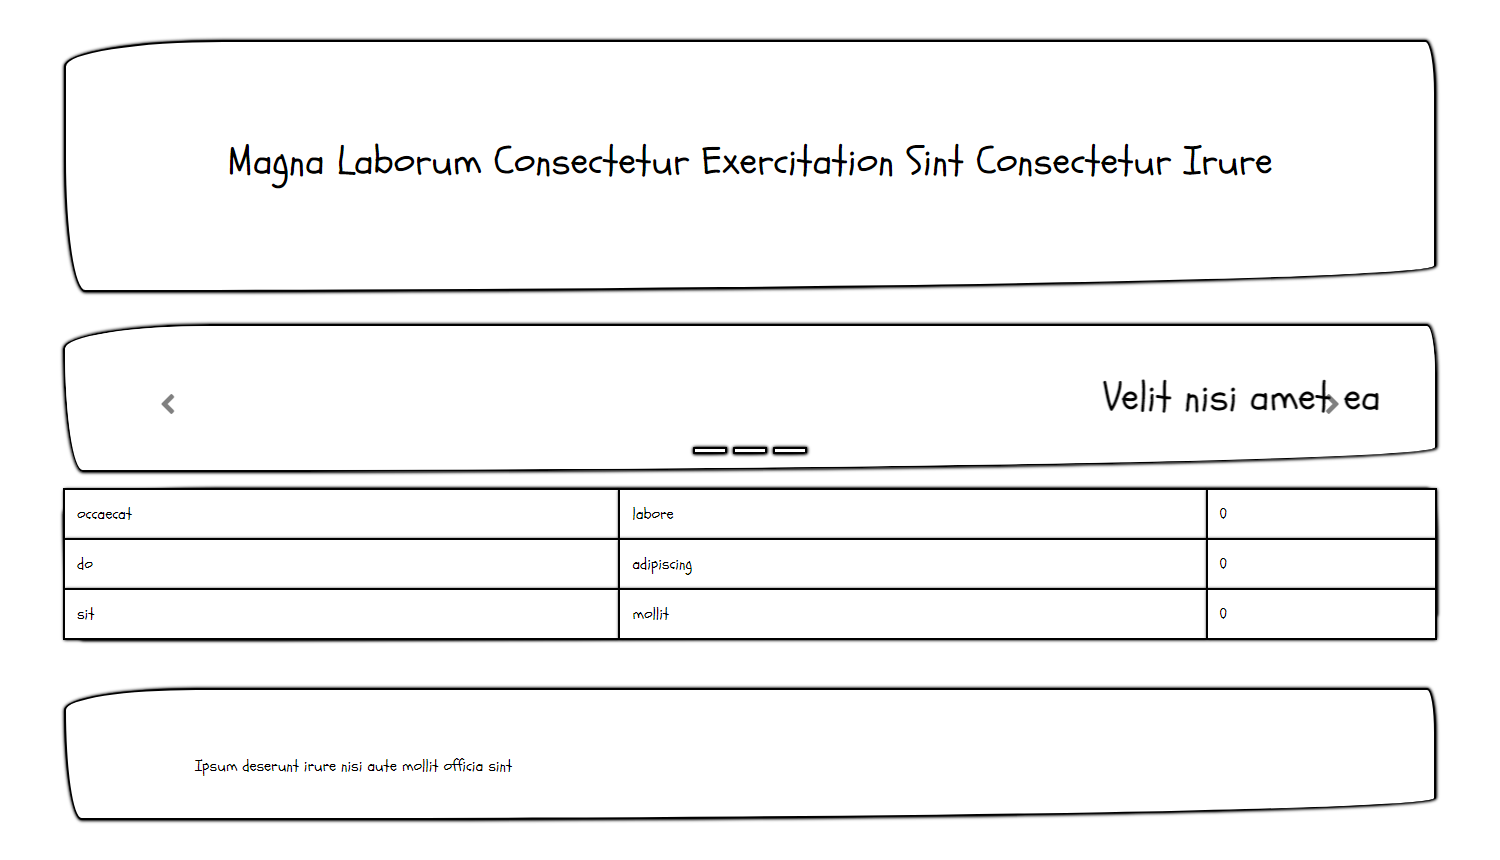 Magna Laborum Consectetur Exercitation Sint Consectetur Irure
Velit nisi amet ea
occaecat labore 0
do adipiscing 0
sit mollit 0
Ipsum deserunt irure nisi aute mollit officia sint